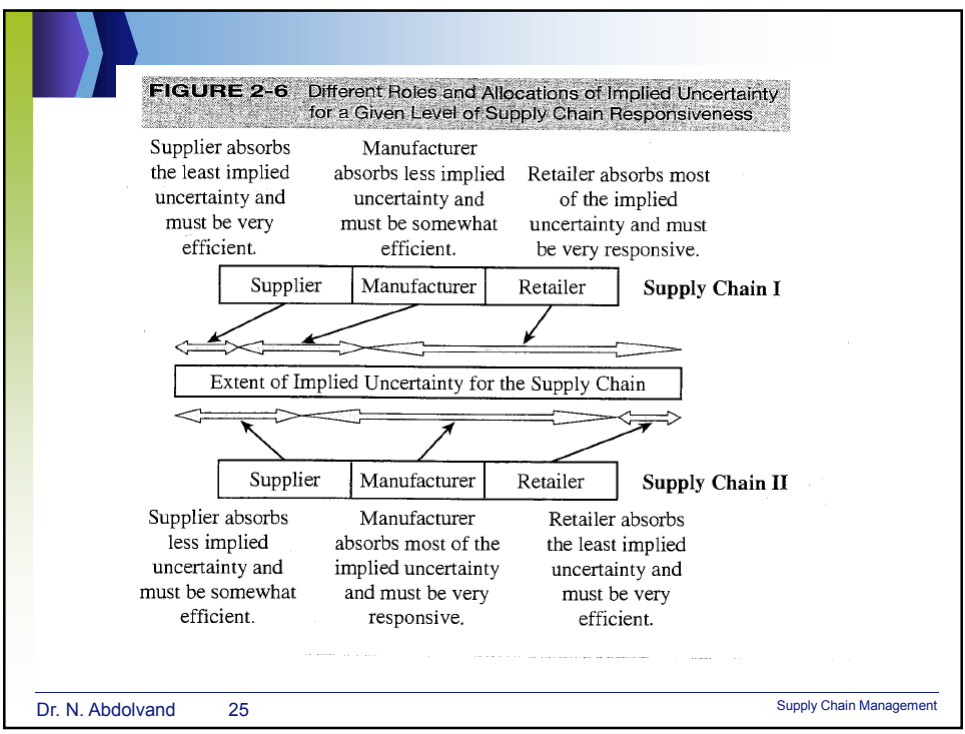 FIGURE 2-6 Different Roles and Allocations of Implied Uncertainty
for a Given Level of Supply Chain Responsiveness
Supplier absorbs
the least implied
uncertainty and
must be very
efficient.
Manufacturer
absorbs less implied
uncertainty and
must be somewhat
efficient.
Retailer absorbs most
of the implied
uncertainty and must
be very responsive.
Supplier Manufacturer Retailer Supply Chain I
Extent of Implied Uncertainty for the Supply Chain
Supplier Manufacturer Retailer Supply Chain II
Supplier absorbs
less implied
uncertainty and
must be somewhat
efficient.
Manufacturer
absorbs most of the
implied uncertainty
and must be very
responsive.
Retailer absorbs
the least implied
uncertainty and
must be very
efficient.
Dr. N. Abdolvand 25 Supply Chain Management